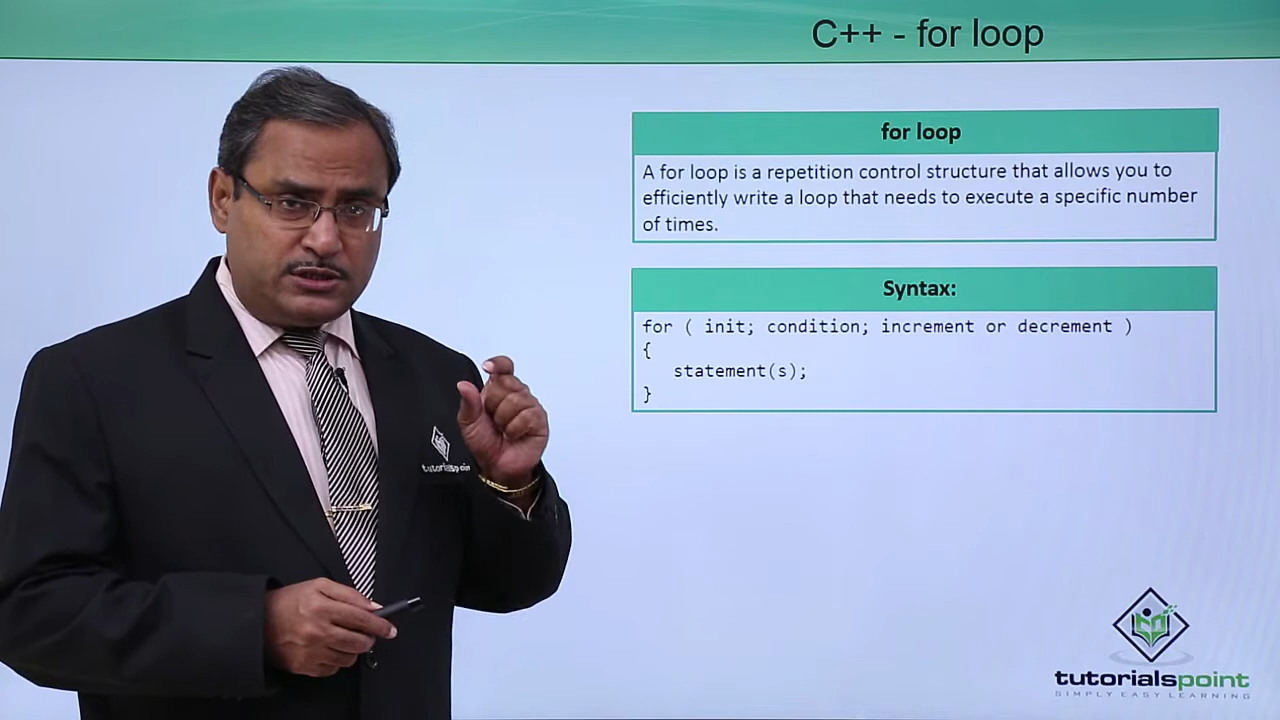 C++ - for loop
for loop
A for loop is a repetition control structure that allows you to
efficiently write a loop that needs to execute a specific number
of times.
Syntax:
for ( init; condition; increment or decrement )
{
statement(s);
}
tutorialspoint
SIMPLY EASY LEARNING